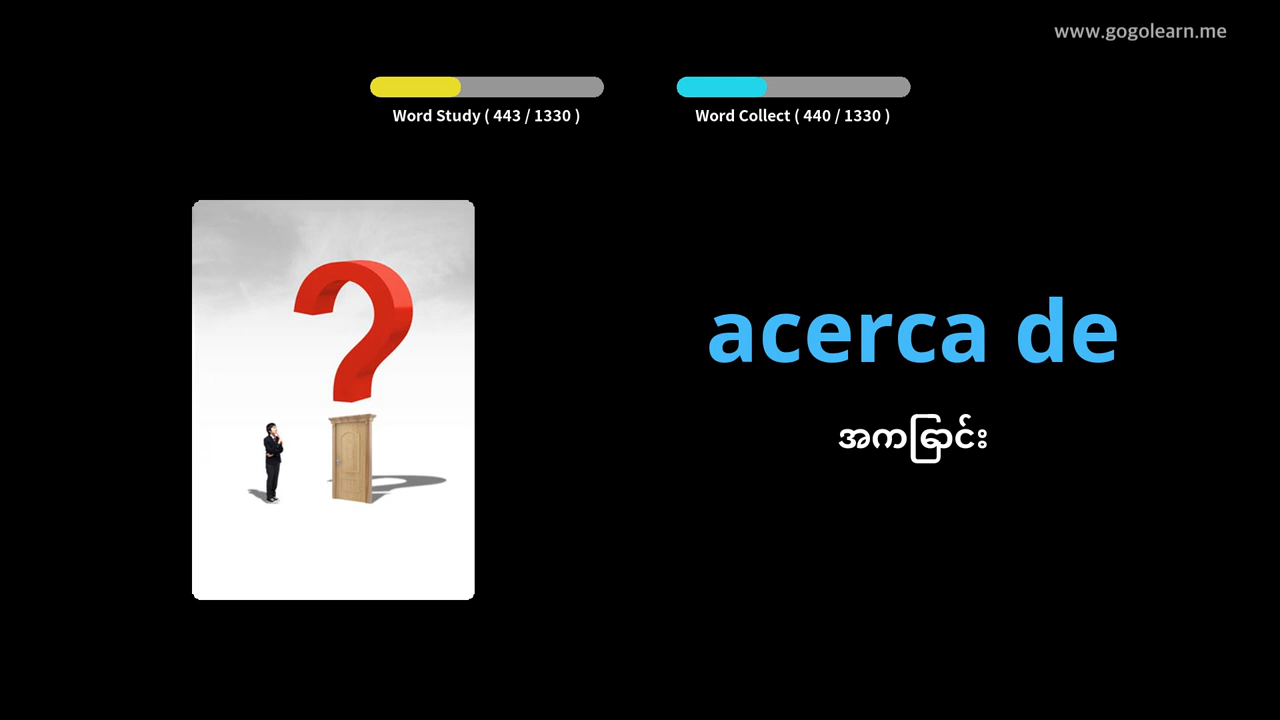 www.gogolearn.me
Word Study ( 443 / 1330 )
Word Collect ( 440 / 1330 )
acerca de
အကြောင်း